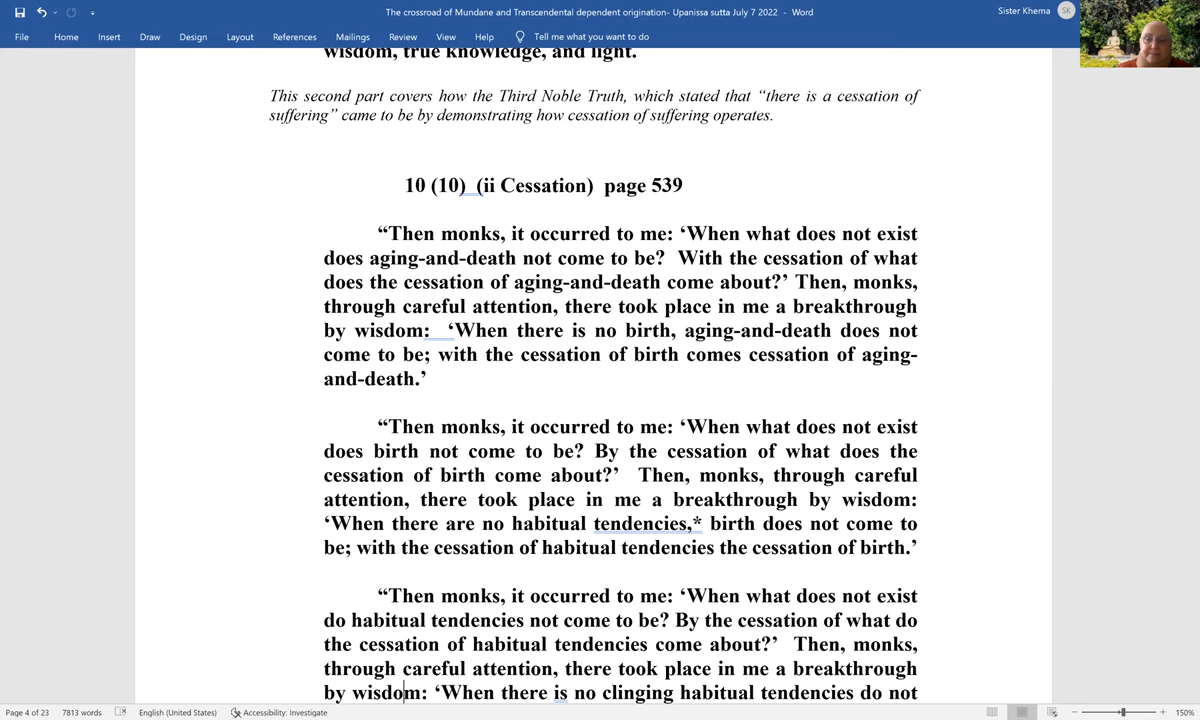 The crossroad of Mundane and Transcendental dependent origination- Upanissa sutta July 7 2022 - Word
Sister Khema
SK
File Home Insert Draw Design Layout References Mailings Review View Help Tell me what you want to do
wisdom, true knowledge, and light.
This second part covers how the Third Noble Truth, which stated that “there is a cessation of
suffering” came to be by demonstrating how cessation of suffering operates.
10 (10) (ii Cessation) page 539
“Then monks, it occurred to me: ‘When what does not exist
does aging-and-death not come to be? With the cessation of what
does the cessation of aging-and-death come about?’ Then, monks,
through careful attention, there took place in me a breakthrough
by wisdom: ‘When there is no birth, aging-and-death does not
come to be; with the cessation of birth comes cessation of aging-
and-death.’
“Then monks, it occurred to me: ‘When what does not exist
does birth not come to be? By the cessation of what does the
cessation of birth come about?’ Then, monks, through careful
attention, there took place in me a breakthrough by wisdom:
‘When there are no habitual tendencies,* birth does not come to
be; with the cessation of habitual tendencies the cessation of birth.’
“Then monks, it occurred to me: ‘When what does not exist
do habitual tendencies not come to be? By the cessation of what do
the cessation of habitual tendencies come about?’ Then, monks,
through careful attention, there took place in me a breakthrough
by wisdom: ‘When there is no clinging habitual tendencies do not
Page 4 of 23 7813 words English (United States) Accessibility: Investigate 150%